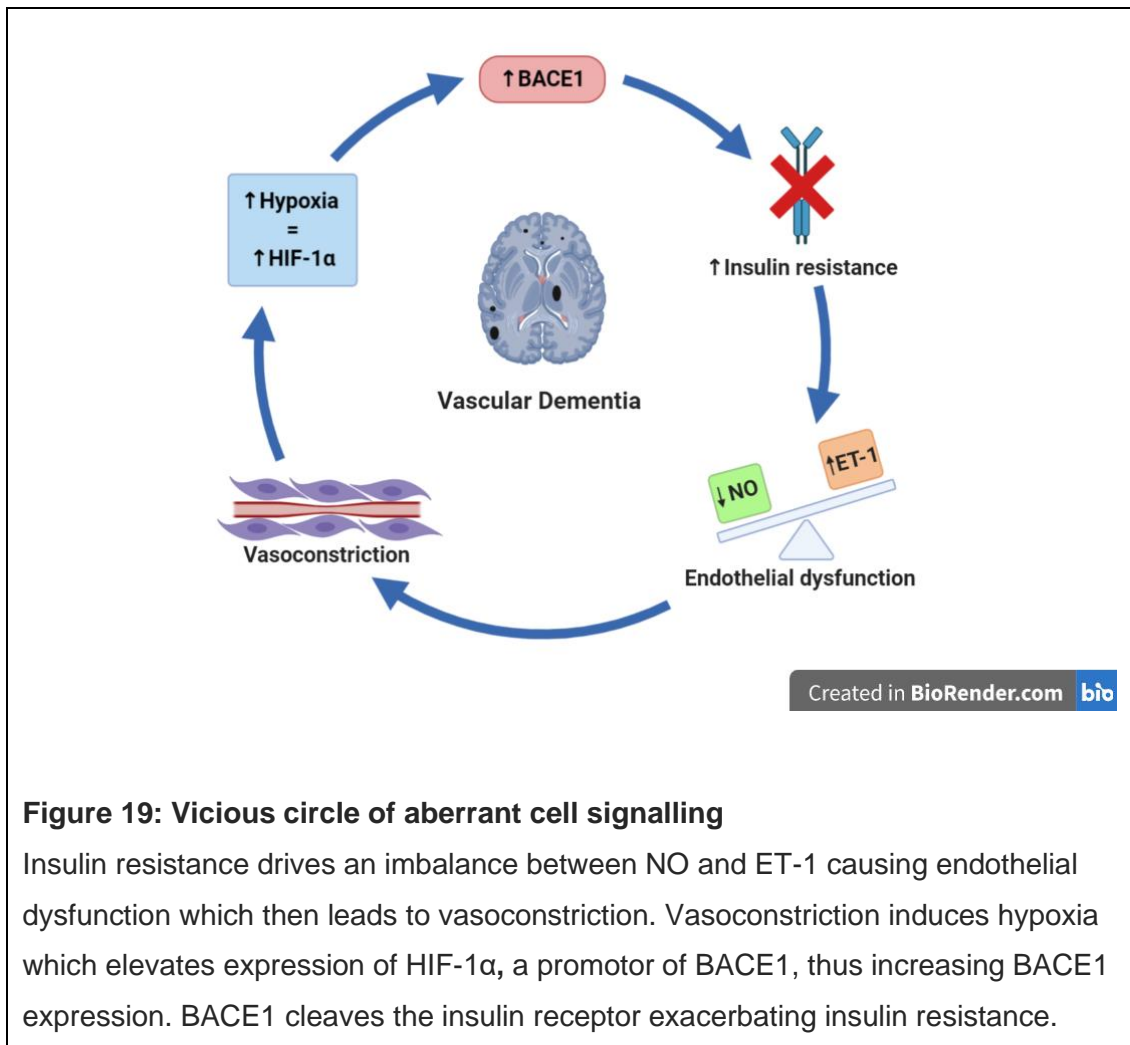 ↑BACE1
↑Hypoxia
=
↑HIF-1α
↑Insulin resistance
Vascular Dementia
↓NO
↑ET-1
Vasoconstriction
Endothelial dysfunction
Created in BioRender.com bio
Figure 19: Vicious circle of aberrant cell signalling
Insulin resistance drives an imbalance between NO and ET-1 causing endothelial
dysfunction which then leads to vasoconstriction. Vasoconstriction induces hypoxia
which elevates expression of HIF-1α, a promotor of BACE1, thus increasing BACE1
expression. BACE1 cleaves the insulin receptor exacerbating insulin resistance.